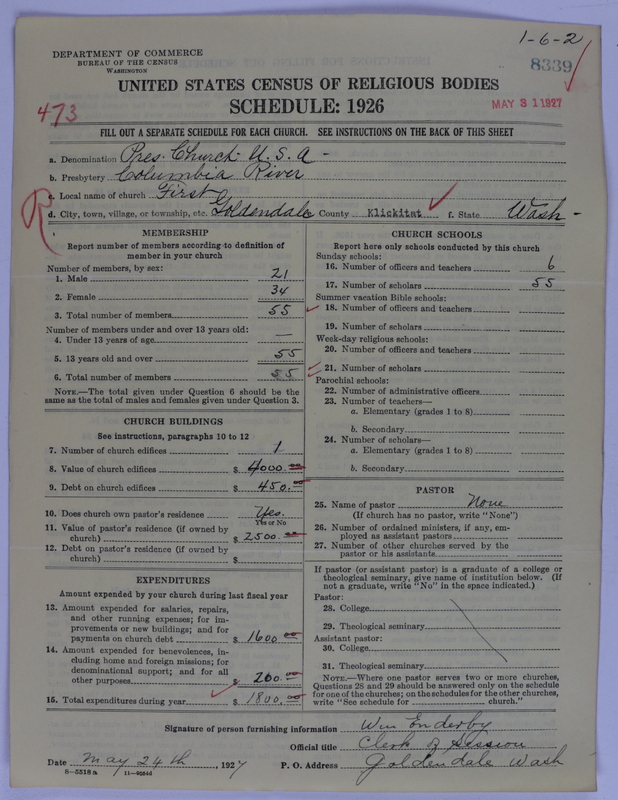 1-6-2
DEPARTMENT OF COMMERCE
BUREAU OF THE CENSUS
WASHINGTON
8339
UNITED STATES CENSUS OF RELIGIOUS BODIES
473
SCHEDULE: 1926
MAY 31 1927
FILL OUT A SEPARATE SCHEDULE FOR EACH CHURCH. SEE INSTRUCTIONS ON THE BACK OF THIS SHEET
a. Denomination Pres. Church U.S.A -
b. Presbytery Columbia River
R
c. Local name of church First
d. City, town, village, or township, etc. Goldendale County Klickitat f. State Wash -
MEMBERSHIP
Report number of members according to definition of
member in your church
Number of members, by sex:
1. Male 21
2. Female 34
3. Total number of members 55
Number of members under and over 13 years old:
4. Under 13 years of age —
5. 13 years old and over 55
6. Total number of members 55
NOTE.—The total given under Question 6 should be the
same as the total of males and females given under Question 3.
CHURCH BUILDINGS
See instructions, paragraphs 10 to 12
7. Number of church edifices 1
8. Value of church edifices $ 4000.00
9. Debt on church edifices $ 450.00
10. Does church own pastor's residence Yes.
Yes or No
11. Value of pastor's residence (if owned by
church) $ 2500.
12. Debt on pastor's residence (if owned by
church) $
EXPENDITURES
Amount expended by your church during last fiscal year
13. Amount expended for salaries, repairs,
and other running expenses; for im-
provements or new buildings; and for
payments on church debt $ 1600.00
14. Amount expended for benevolences, in-
cluding home and foreign missions; for
denominational support; and for all
other purposes $ 200.00
15. Total expenditures during year $ 1800.00
CHURCH SCHOOLS
Report here only schools conducted by this church
Sunday schools:
16. Number of officers and teachers 6
17. Number of scholars 55
Summer vacation Bible schools:
18. Number of officers and teachers
19. Number of scholars
Week-day religious schools:
20. Number of officers and teachers
21. Number of scholars
Parochial schools:
22. Number of administrative officers
23. Number of teachers—
a. Elementary (grades 1 to 8)
b. Secondary
24. Number of scholars—
a. Elementary (grades 1 to 8)
b. Secondary
PASTOR
25. Name of pastor None
(If church has no pastor, write "None")
26. Number of ordained ministers, if any, em-
ployed as assistant pastors
27. Number of other churches served by the
pastor or his assistants
If pastor (or assistant pastor) is a graduate of a college or
theological seminary, give name of institution below. (If
not a graduate, write "No" in the space indicated.)
Pastor:
28. College
29. Theological seminary
Assistant pastor:
30. College
31. Theological seminary
NOTE.—Where one pastor serves two or more churches,
Questions 28 and 29 should be answered only on the schedule
for one of the churches; on the schedules for the other churches,
write "See schedule for church."
Signature of person furnishing information Wm Enderby
Official title Clerk of Session
Date May 24th, 1927 P. O. Address Goldendale Wash
8—5518a 11—9584d